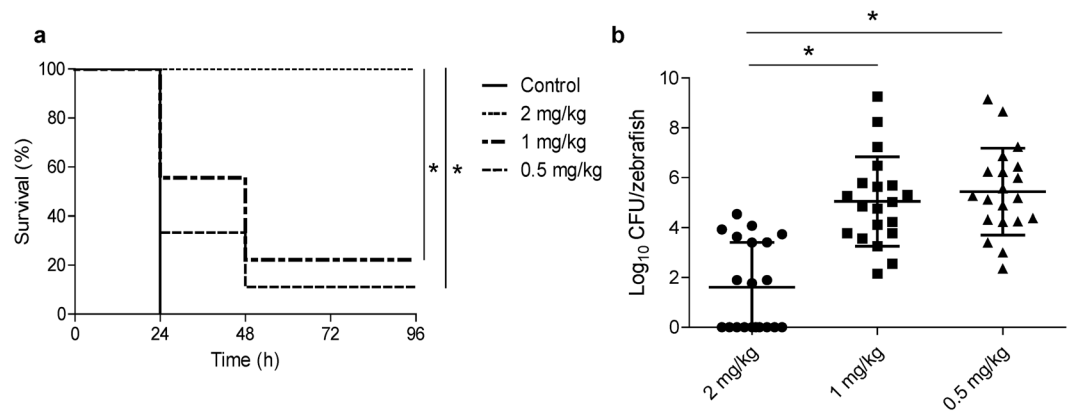 a
Survival (%)
100
80
60
40
20
0
0 24 48 72 96
Time (h)
* *
Control
2 mg/kg
1 mg/kg
0.5 mg/kg
b
*
*
Log10 CFU/zebrafish
10
8
6
4
2
0
2 mg/kg
1 mg/kg
0.5 mg/kg